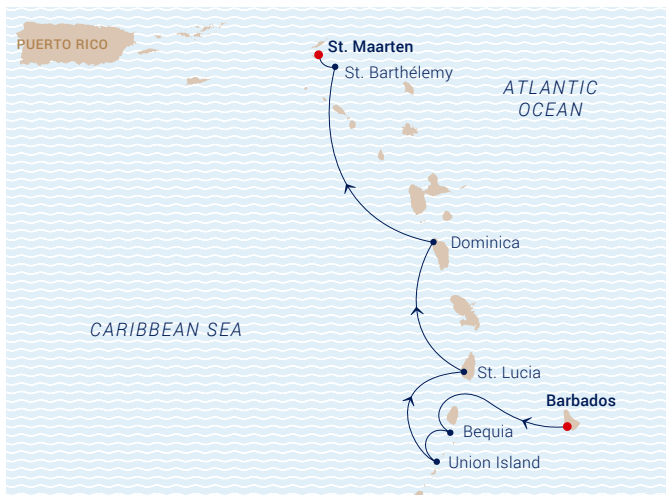 PUERTO RICO
St. Maarten
St. Barthélemy
ATLANTIC
OCEAN
Dominica
CARIBBEAN SEA
St. Lucia
Barbados
Bequia
Union Island